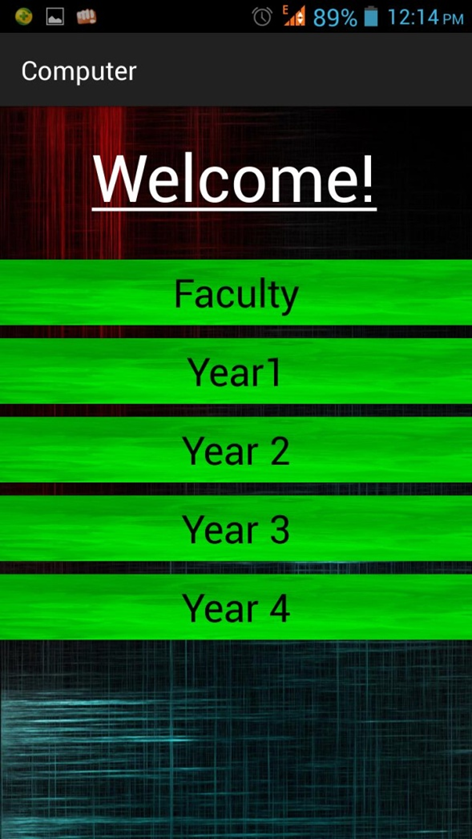 E 89% 12:14 PM
Computer
Welcome!
Faculty
Year1
Year 2
Year 3
Year 4